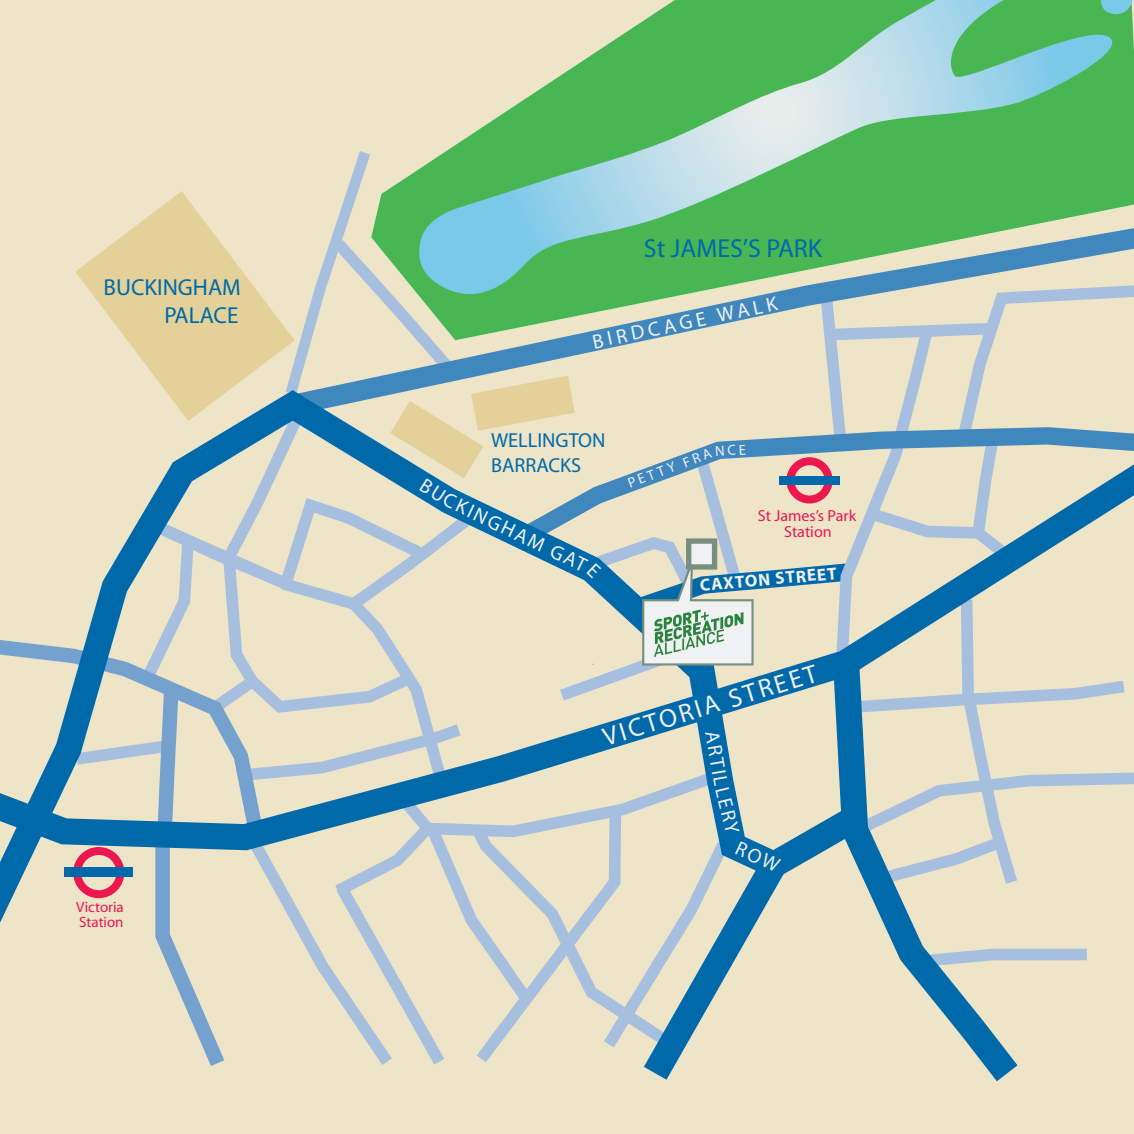 St JAMES'S PARK
BUCKINGHAM
PALACE
BIRDCAGE WALK
WELLINGTON
BARRACKS
PETTY FRANCE
BUCKINGHAM GATE
St James's Park
Station
CAXTON STREET
SPORT+
RECREATION
ALLIANCE
VICTORIA STREET
ARTILLERY
ROW
Victoria
Station